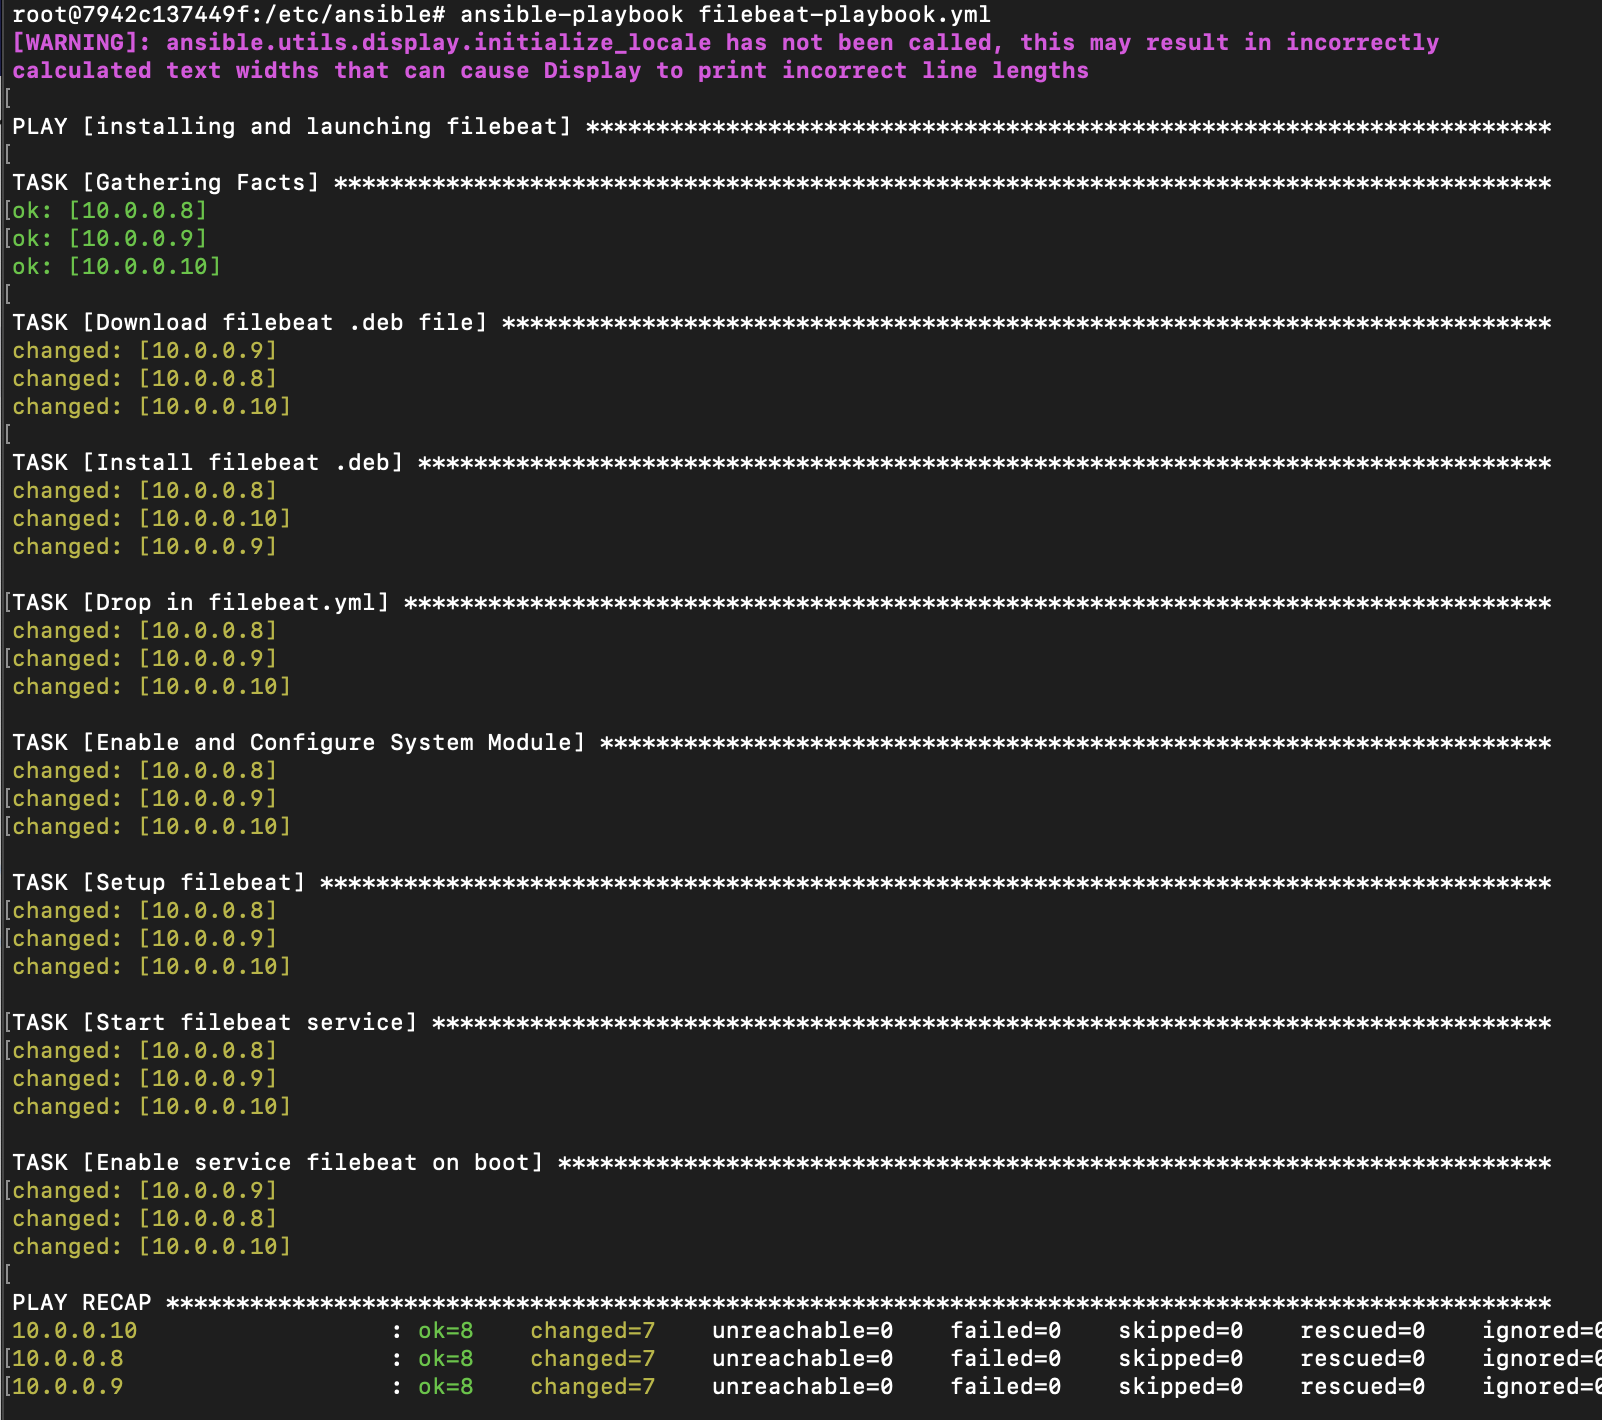 root@7942c137449f:/etc/ansible# ansible-playbook filebeat-playbook.yml
[WARNING]: ansible.utils.display.initialize_locale has not been called, this may result in incorrectly
calculated text widths that can cause Display to print incorrect line lengths
[
PLAY [installing and launching filebeat] *********************************************************************
[
TASK [Gathering Facts] ***************************************************************************************
[ok: [10.0.0.8]
[ok: [10.0.0.9]
ok: [10.0.0.10]
[
TASK [Download filebeat .deb file] ***************************************************************************
changed: [10.0.0.9]
changed: [10.0.0.8]
changed: [10.0.0.10]
[
TASK [Install filebeat .deb] *********************************************************************************
changed: [10.0.0.8]
changed: [10.0.0.10]
changed: [10.0.0.9]
[TASK [Drop in filebeat.yml] **********************************************************************************
changed: [10.0.0.8]
[changed: [10.0.0.9]
changed: [10.0.0.10]
TASK [Enable and Configure System Module] ********************************************************************
changed: [10.0.0.8]
[changed: [10.0.0.9]
[changed: [10.0.0.10]
TASK [Setup filebeat] ****************************************************************************************
[changed: [10.0.0.8]
[changed: [10.0.0.9]
changed: [10.0.0.10]
[TASK [Start filebeat service] ********************************************************************************
[changed: [10.0.0.8]
changed: [10.0.0.9]
changed: [10.0.0.10]
TASK [Enable service filebeat on boot] ***********************************************************************
[changed: [10.0.0.9]
changed: [10.0.0.8]
changed: [10.0.0.10]
[
PLAY RECAP ***************************************************************************************************
10.0.0.10 : ok=8 changed=7 unreachable=0 failed=0 skipped=0 rescued=0 ignored=0
[10.0.0.8 : ok=8 changed=7 unreachable=0 failed=0 skipped=0 rescued=0 ignored=0
[10.0.0.9 : ok=8 changed=7 unreachable=0 failed=0 skipped=0 rescued=0 ignored=0